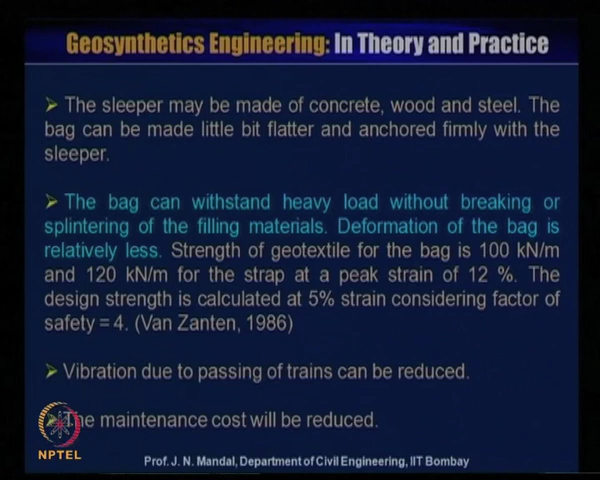 Geosynthetics Engineering: In Theory and Practice
➤ The sleeper may be made of concrete, wood and steel. The
bag can be made little bit flatter and anchored firmly with the
sleeper.
➤ The bag can withstand heavy load without breaking or
splintering of the filling materials. Deformation of the bag is
relatively less. Strength of geotextile for the bag is 100 kN/m
and 120 kN/m for the strap at a peak strain of 12 %. The
design strength is calculated at 5% strain considering factor of
safety = 4. (Van Zanten, 1986)
➤ Vibration due to passing of trains can be reduced.
The maintenance cost will be reduced.
NPTEL
Prof. J. N. Mandal, Department of Civil Engineering, IIT Bombay